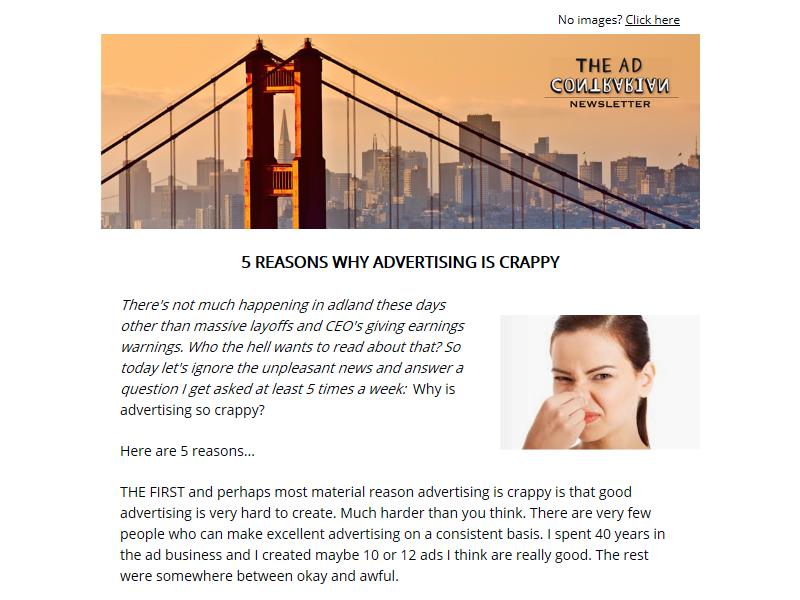 No images? Click here
THE AD
CONTRARIAN
NEWSLETTER
5 REASONS WHY ADVERTISING IS CRAPPY
There's not much happening in adland these days
other than massive layoffs and CEO's giving earnings
warnings. Who the hell wants to read about that? So
today let's ignore the unpleasant news and answer a
question I get asked at least 5 times a week: Why is
advertising so crappy?
Here are 5 reasons...
THE FIRST and perhaps most material reason advertising is crappy is that good
advertising is very hard to create. Much harder than you think. There are very few
people who can make excellent advertising on a consistent basis. I spent 40 years in
the ad business and I created maybe 10 or 12 ads I think are really good. The rest
were somewhere between okay and awful.